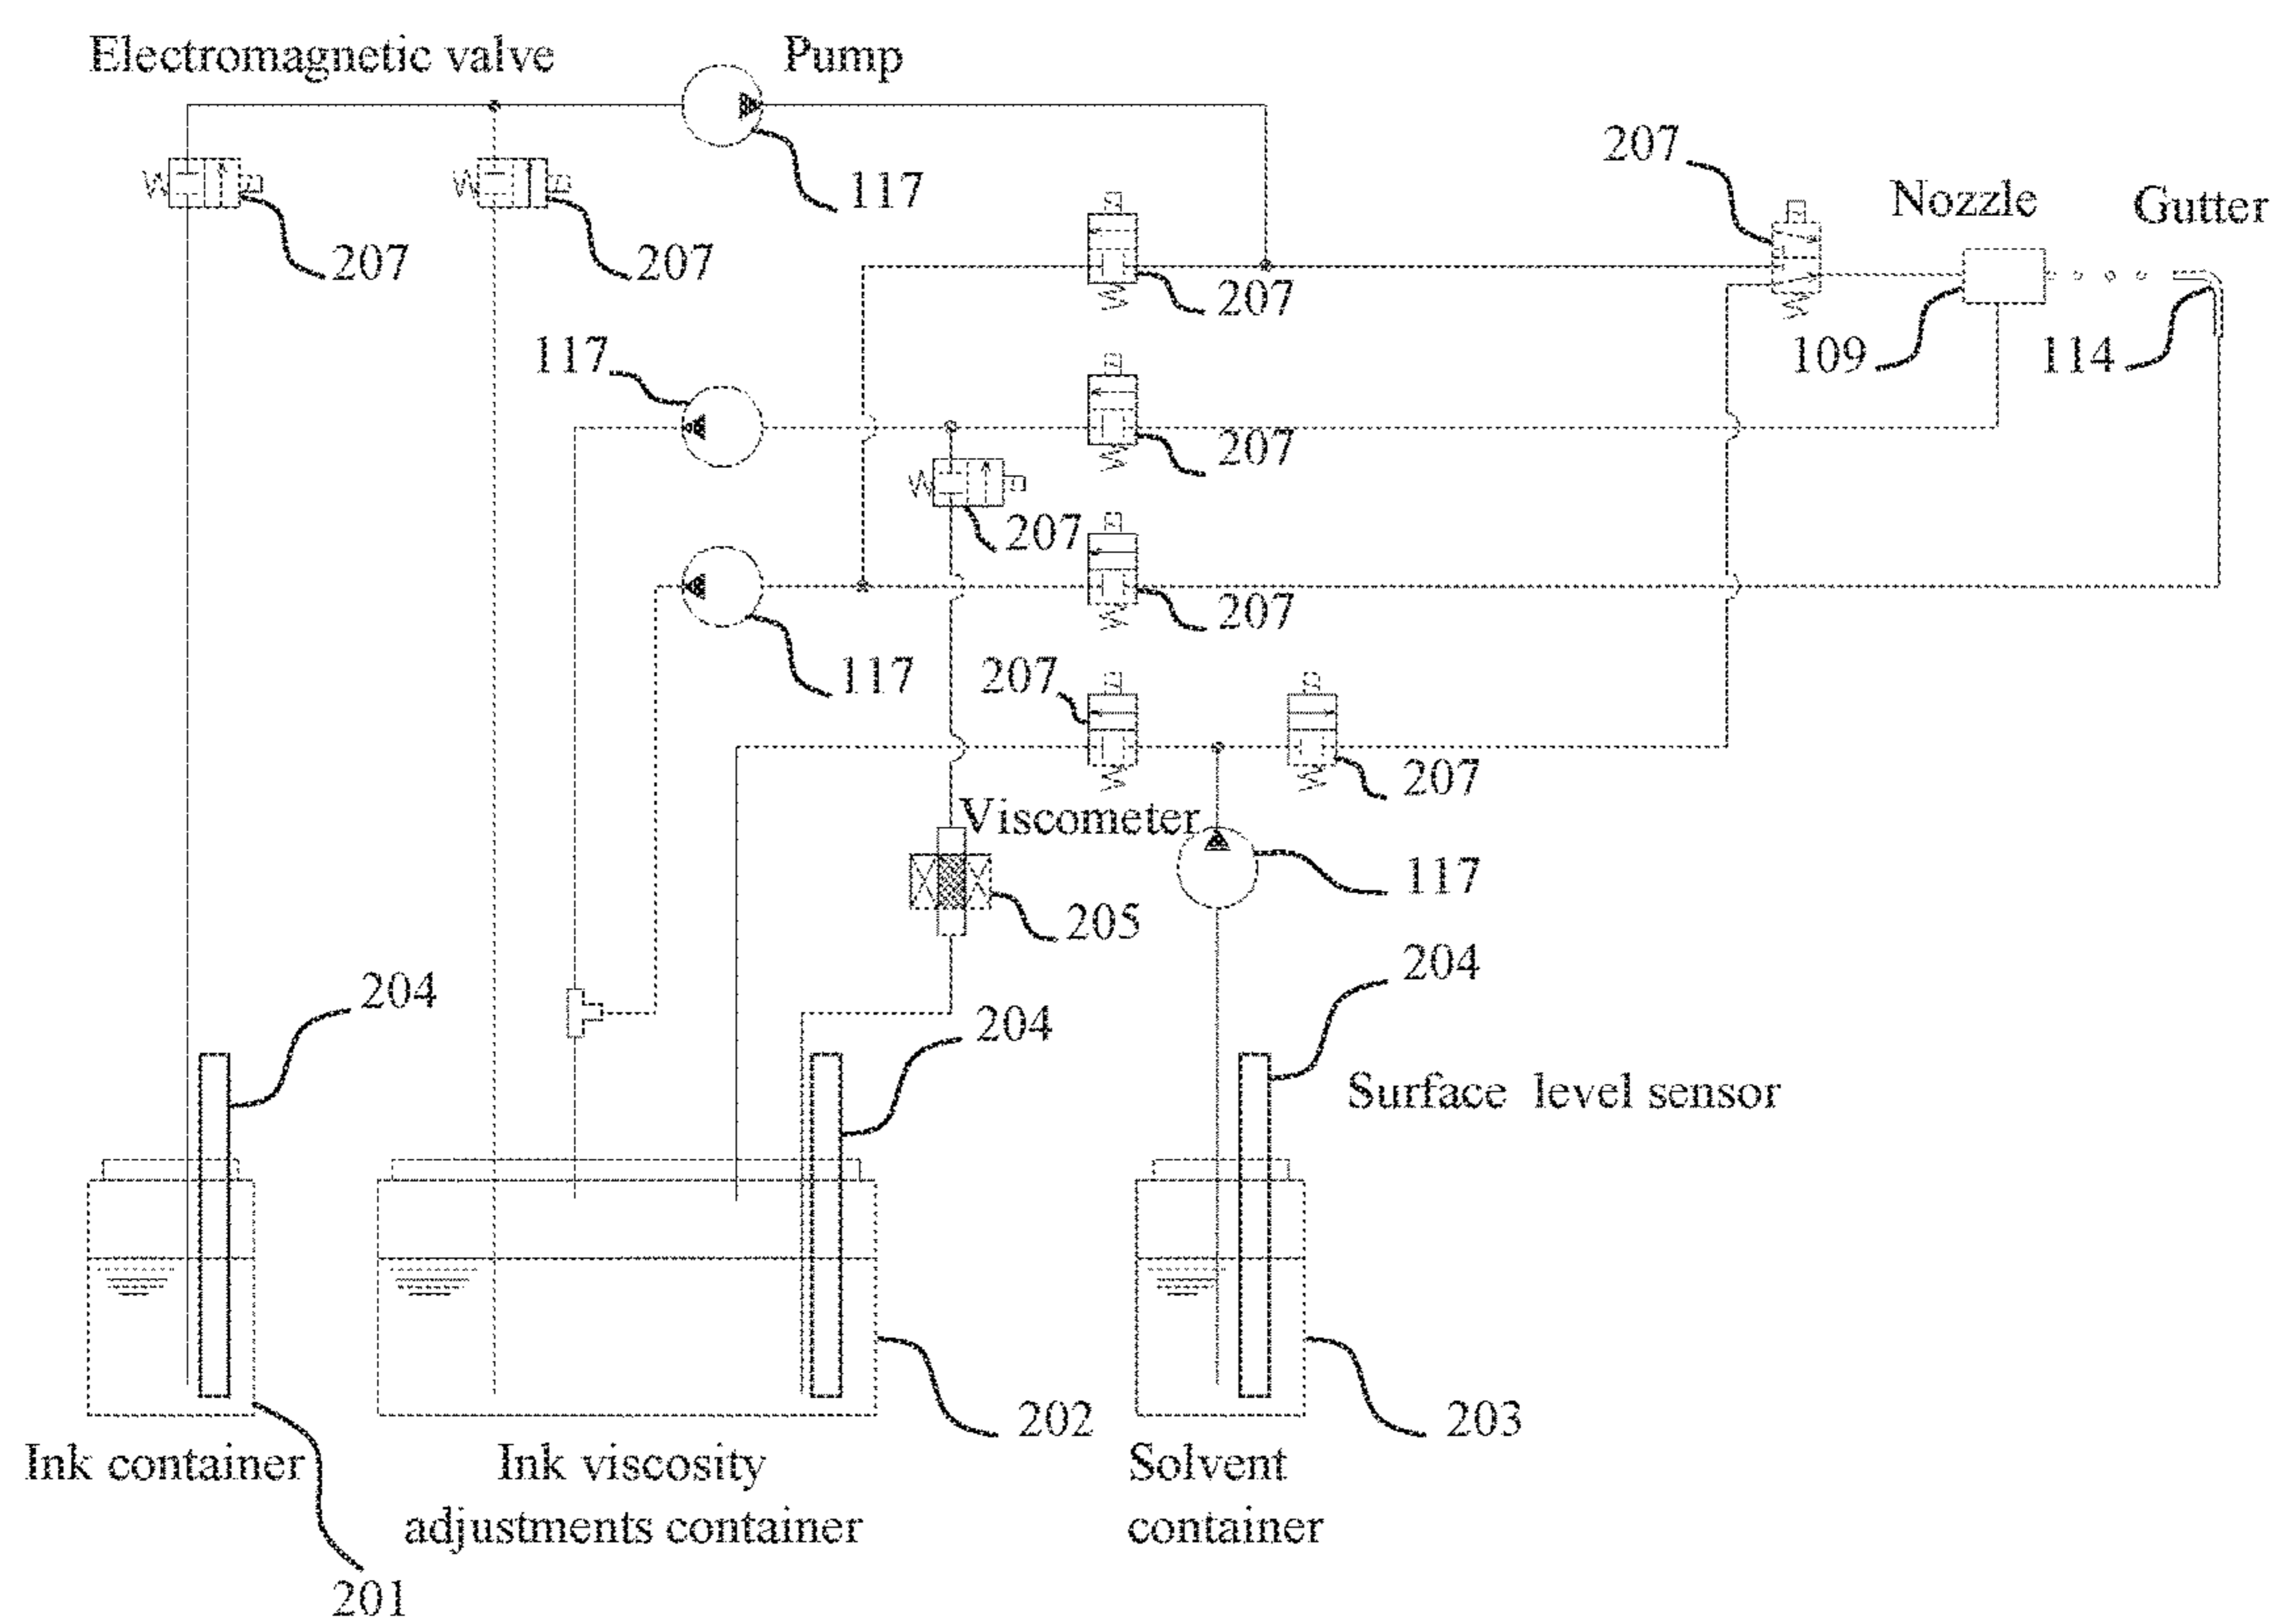 Electromagnetic valve
Pump
117
207
Nozzle
Gutter
207
207
207
117
109
114
207
207
207
117
207
207
Viscometer
117
205
204
204
204
Surface level sensor
202
203
Ink container
Ink viscosity
adjustments container
Solvent
container
201